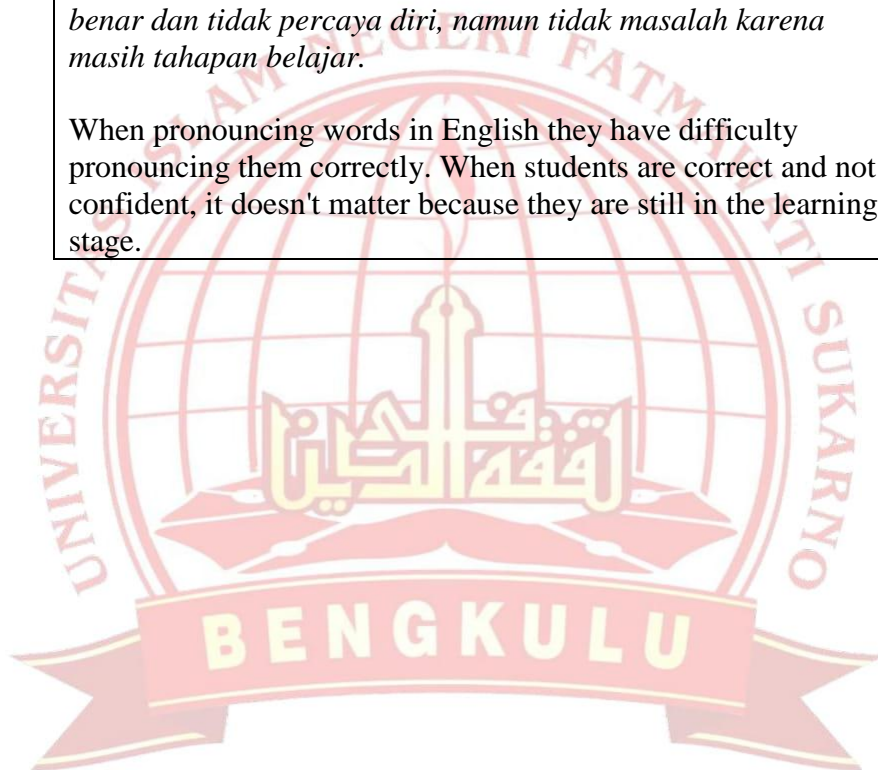 benar dan tidak percaya diri, namun tidak masalah karena
masih tahapan belajar.
When pronouncing words in English they have difficulty
pronouncing them correctly. When students are correct and not
confident, it doesn't matter because they are still in the learning
stage.
UNIVERSITAS ISLAM NEGERI FATMAWATI SUKARNO
BENGKULU